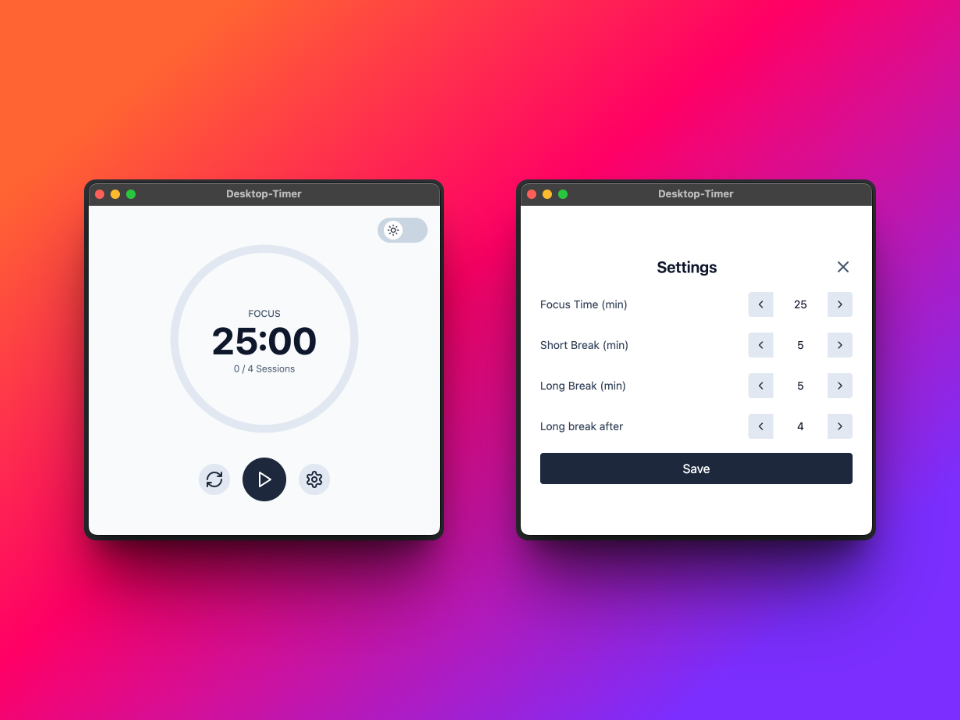 Desktop-Timer
FOCUS
25:00
0 / 4 Sessions
Desktop-Timer
Settings
Focus Time (min) 25
Short Break (min) 5
Long Break (min) 5
Long break after 4
Save